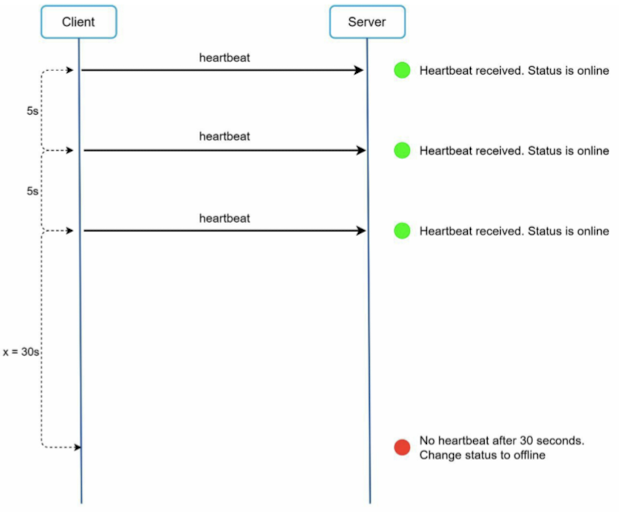 Client
Server
heartbeat
Heartbeat received. Status is online
5s
heartbeat
Heartbeat received. Status is online
5s
heartbeat
Heartbeat received. Status is online
x = 30s
No heartbeat after 30 seconds.
Change status to offline